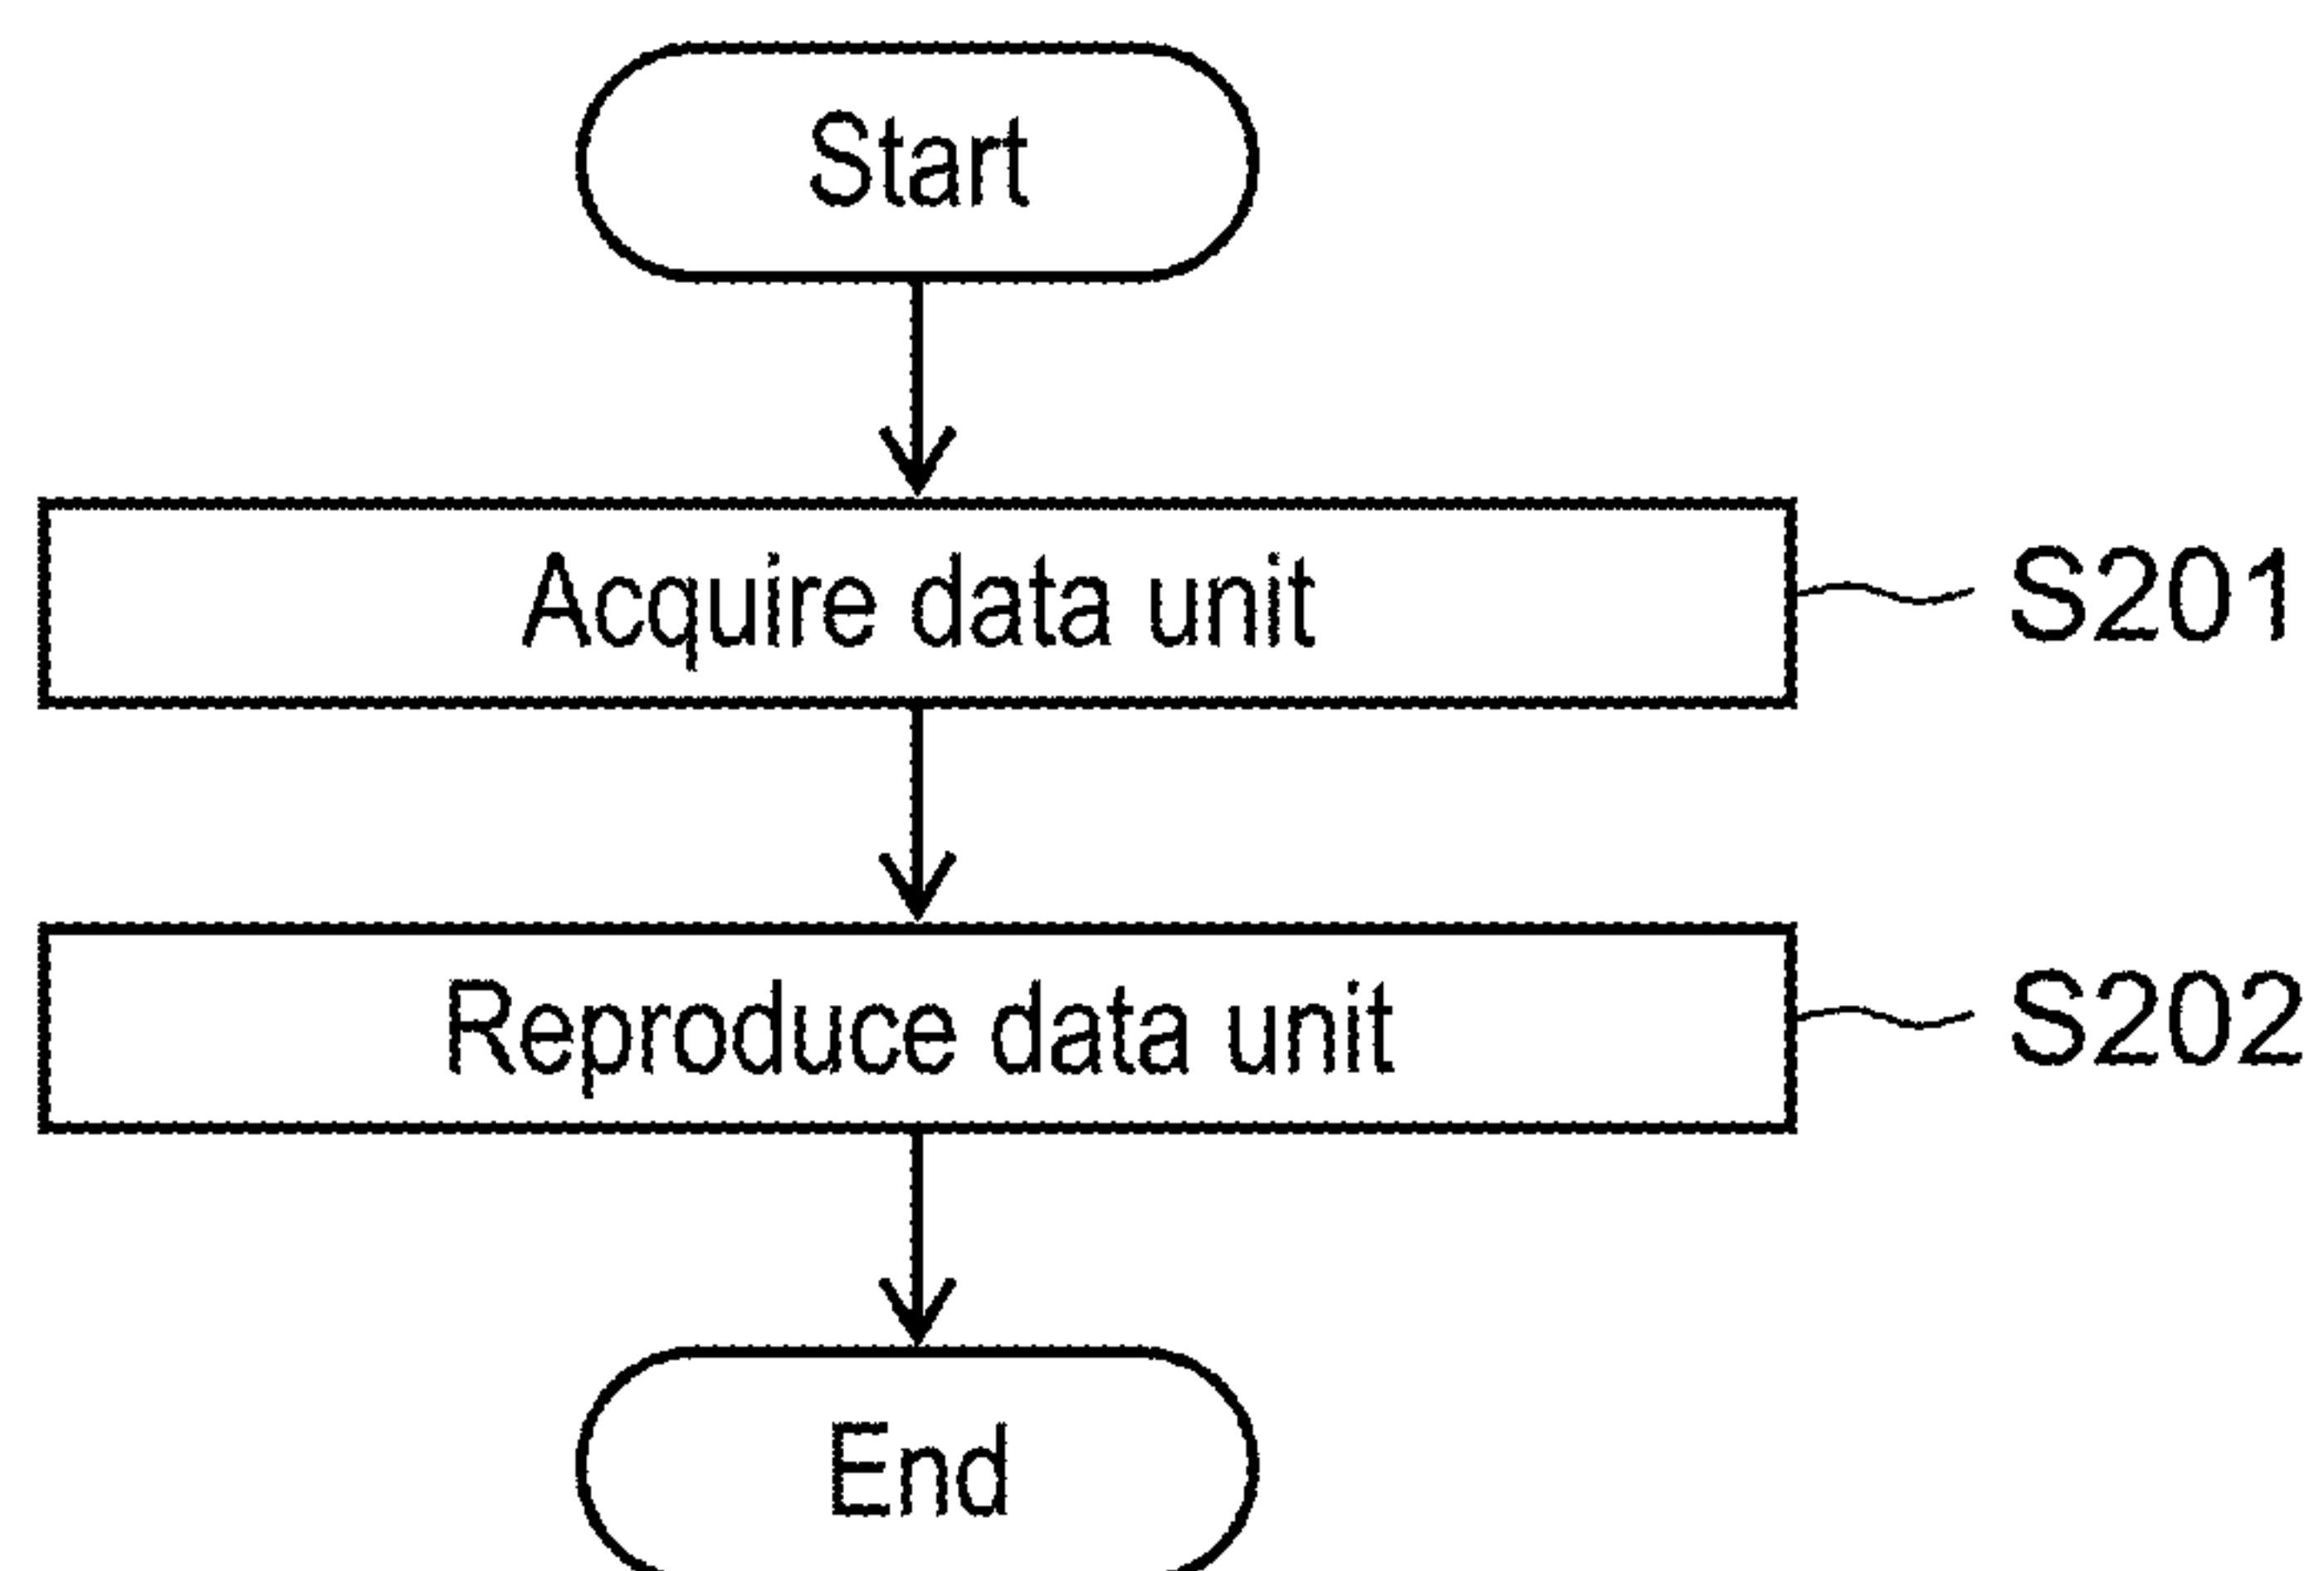 Start
Acquire data unit
S201
Reproduce data unit
S202
End